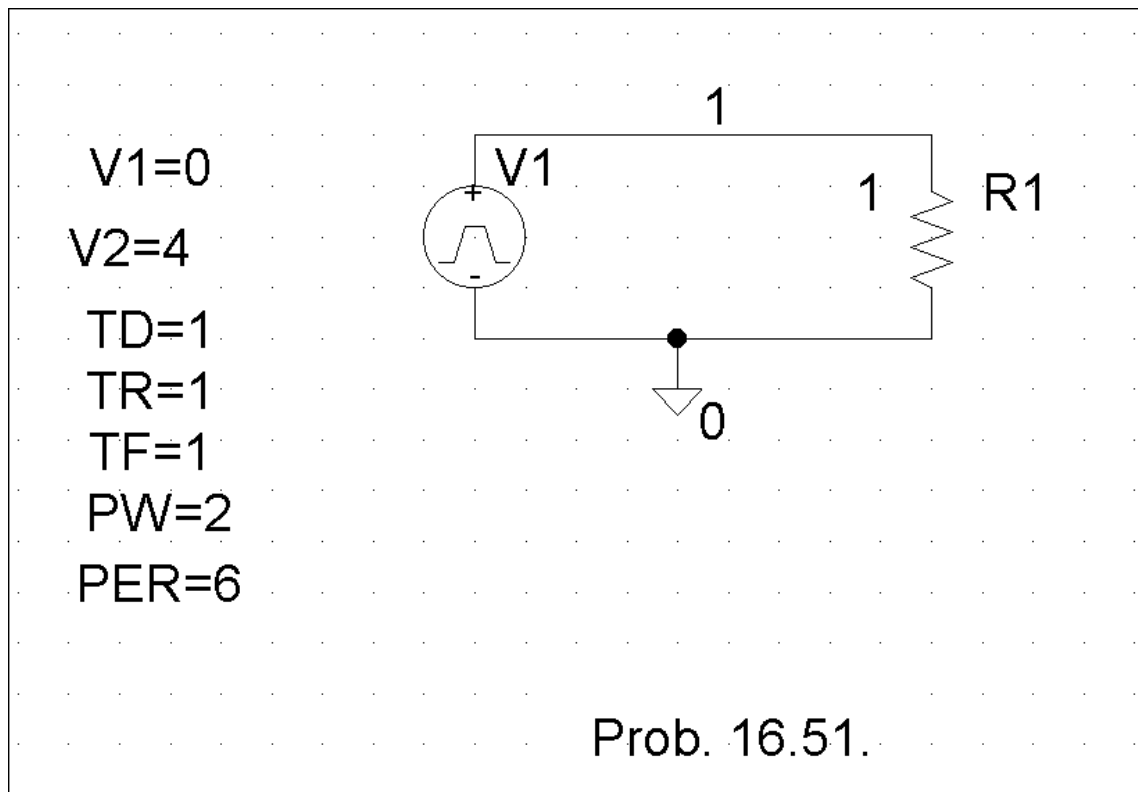 1
V1=0
V1
1
R1
V2=4
+
-
TD=1
TR=1
0
TF=1
PW=2
PER=6
Prob. 16.51.